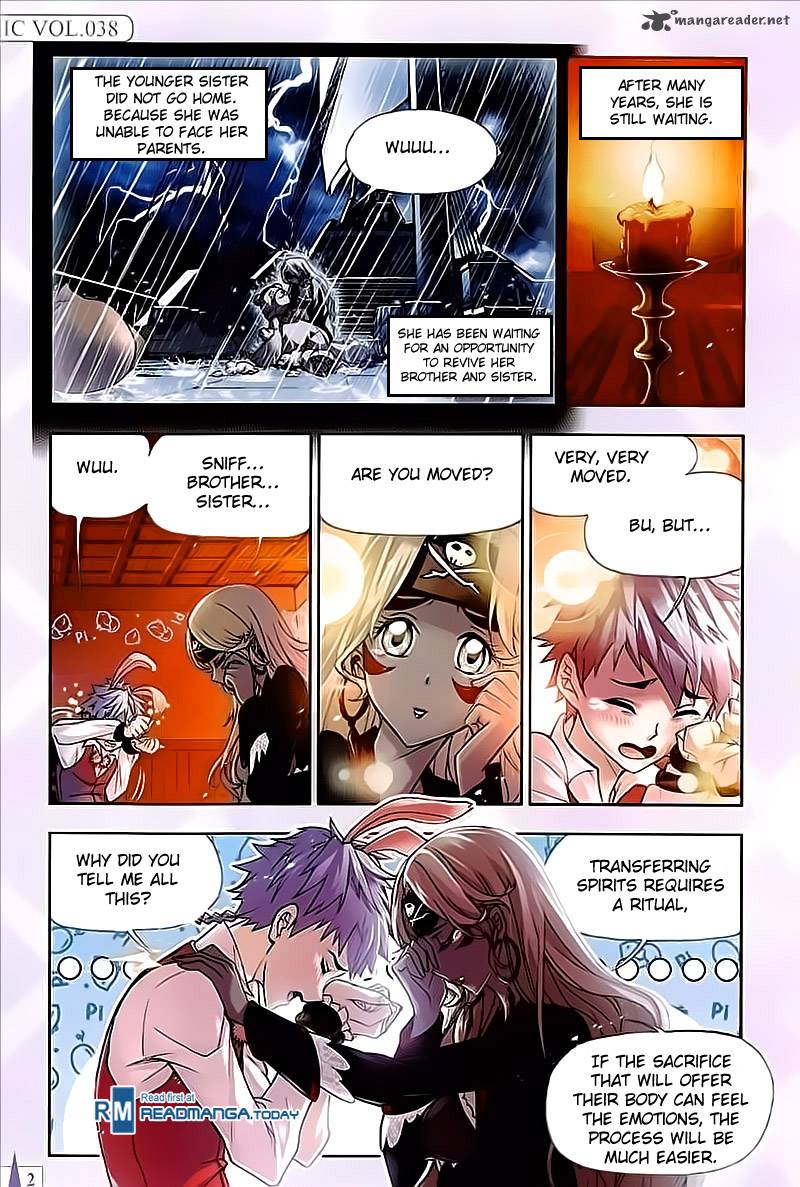 IC VOL.038
mangareader.net
THE YOUNGER SISTER
DID NOT GO HOME.
BECAUSE SHE WAS
UNABLE TO FACE HER
PARENTS.
WUUU...
SHE HAS BEEN WAITING
FOR AN OPPORTUNITY
TO REVIVE HER
BROTHER AND SISTER.
AFTER MANY
YEARS, SHE IS
STILL WAITING.
WUU.
SNIFF...
BROTHER...
SISTER...
PI
PI.
ARE YOU MOVED?
VERY, VERY
MOVED.
BU, BUT...
WHY DID YOU
TELL ME ALL
THIS?
TRANSFERRING
SPIRITS REQUIRES
A RITUAL,
PI
PI
IF THE SACRIFICE
THAT WILL OFFER
THEIR BODY CAN FEEL
THE EMOTIONS, THE
PROCESS WILL BE
MUCH EASIER.
RM
Read first at
READMANGA.TODAY
2